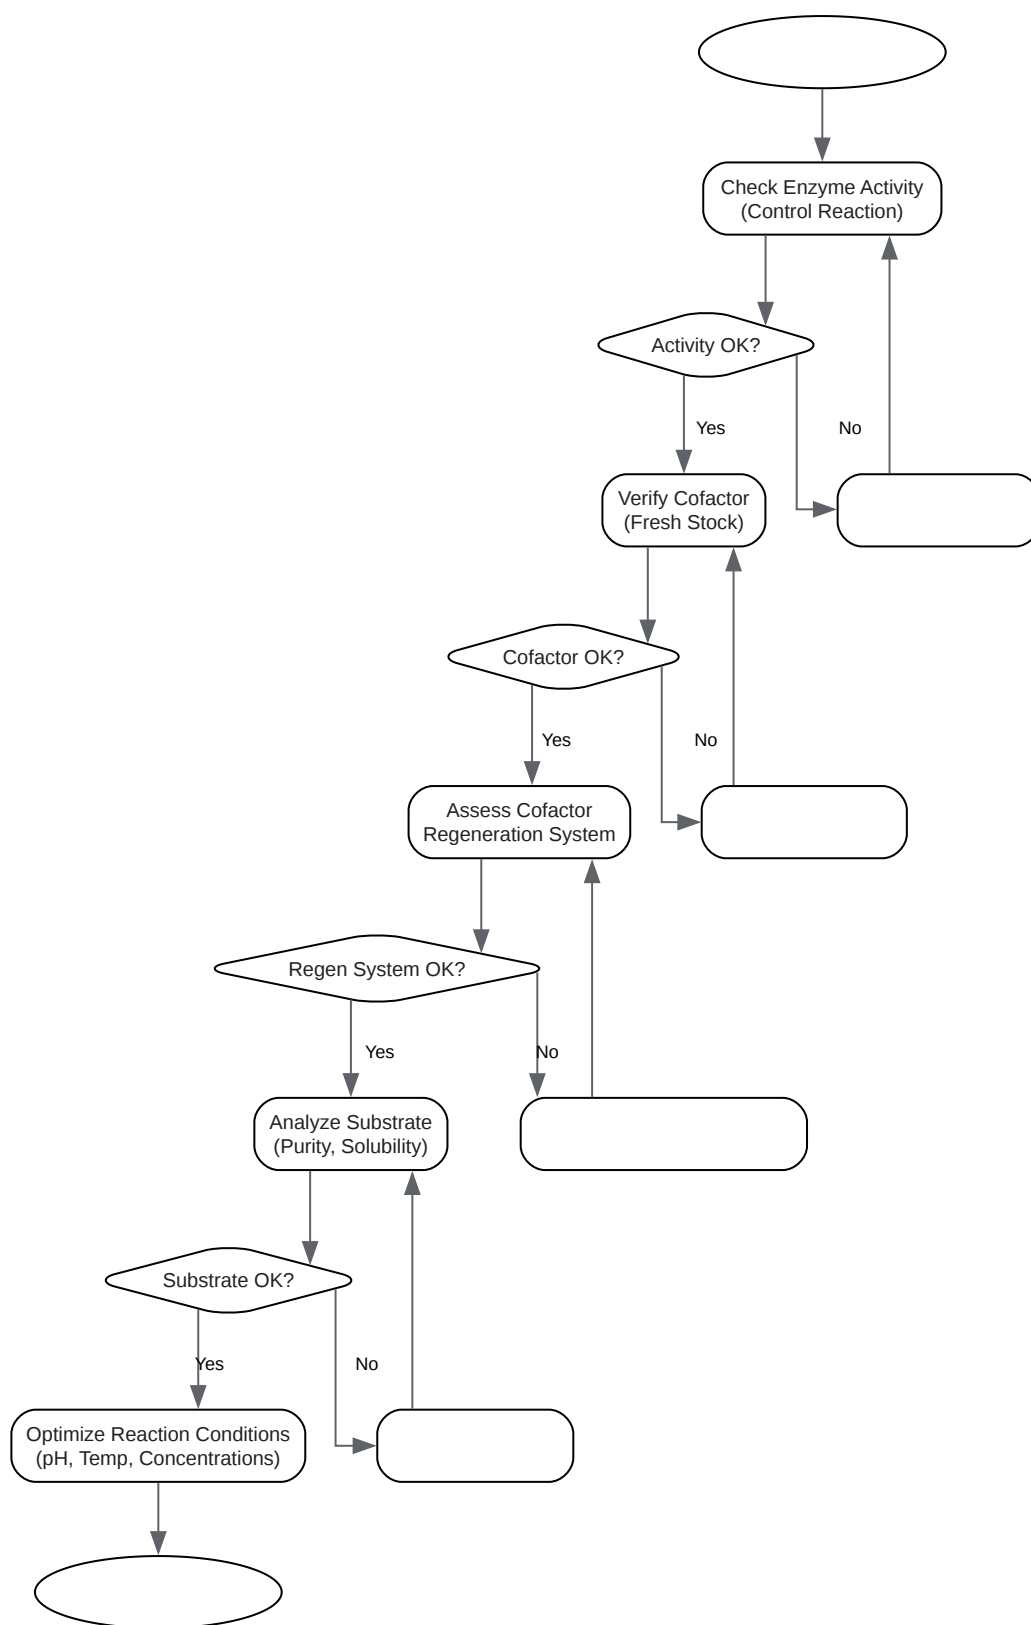 Check Enzyme Activity
(Control Reaction)
Activity OK?
Yes
No
Verify Cofactor
(Fresh Stock)
Cofactor OK?
Yes
No
Assess Cofactor
Regeneration System
Regen System OK?
Yes
No
Analyze Substrate
(Purity, Solubility)
Substrate OK?
Yes
No
Optimize Reaction Conditions
(pH, Temp, Concentrations)